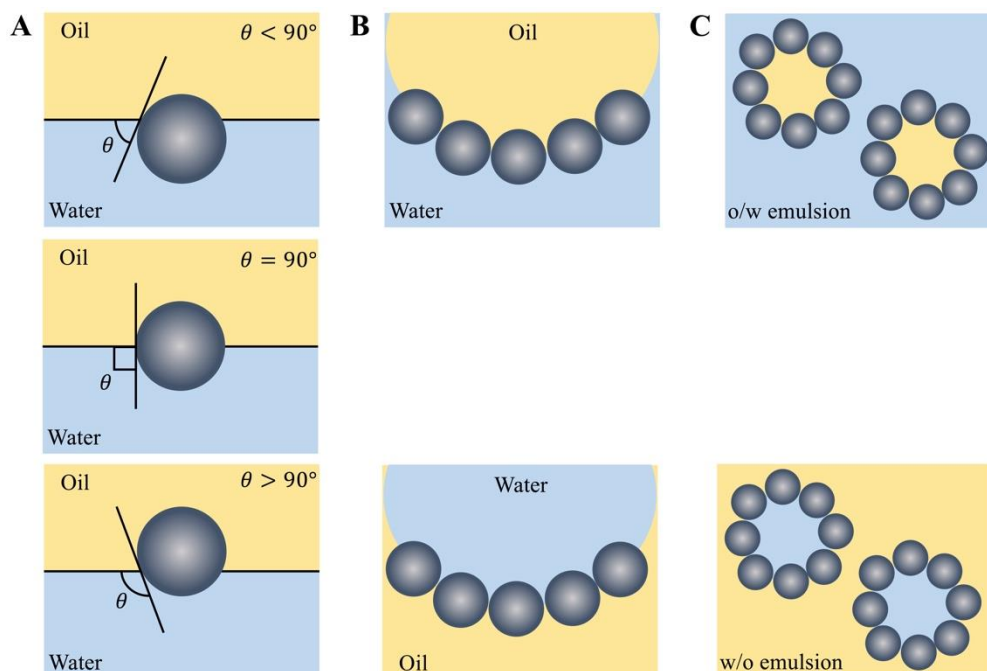 A
Oil
θ < 90°
θ
Water
B
Oil
Water
C
o/w emulsion
Oil
θ = 90°
θ
Water
Oil
θ > 90°
θ
Water
Water
Oil
w/o emulsion